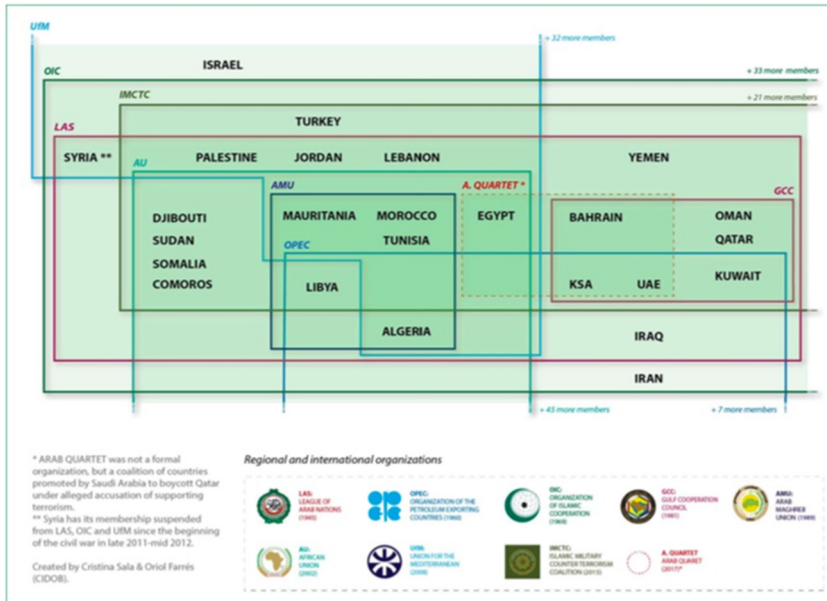 UfM
+ 32 more members
ISRAEL
OIC
+ 33 more members
IMCTC
+ 21 more members
TURKEY
LAS
SYRIA ** PALESTINE JORDAN LEBANON YEMEN
AU
AMU A. QUARTET * GCC
DJIBOUTI MAURITANIA MOROCCO EGYPT BAHRAIN OMAN
SUDAN OPEC TUNISIA QATAR
SOMALIA
COMOROS LIBYA KSA UAE KUWAIT
ALGERIA IRAQ
IRAN
+ 45 more members + 7 more members
* ARAB QUARTET was not a formal
organization, but a coalition of countries
promoted by Saudi Arabia to boycott Qatar
under alleged accusation of supporting
terrorism.
** Syria has its membership suspended
from LAS, OIC and UfM since the beginning
of the civil war in late 2011-mid 2012.
Created by Cristina Sala & Oriol Farrés
(CIDOB).
Regional and international organizations
LAS:
LEAGUE OF
ARAB NATIONS
(1945)
OPEC:
ORGANIZATION OF THE
PETROLEUM EXPORTING
COUNTRIES (1960)
OIC:
ORGANIZATION
OF ISLAMIC
COOPERATION
(1969)
GCC:
GULF COOPERATION
COUNCIL
(1981)
AMU:
ARAB
MAGHREB
UNION (1989)
AU:
AFRICAN
UNION
(2002)
UfM:
UNION FOR THE
MEDITERRANEAN
(2008)
IMCTC:
ISLAMIC MILITARY
COUNTER TERRORISM
COALITION (2015)
A. QUARTET
ARAB QUARET
(2017)*